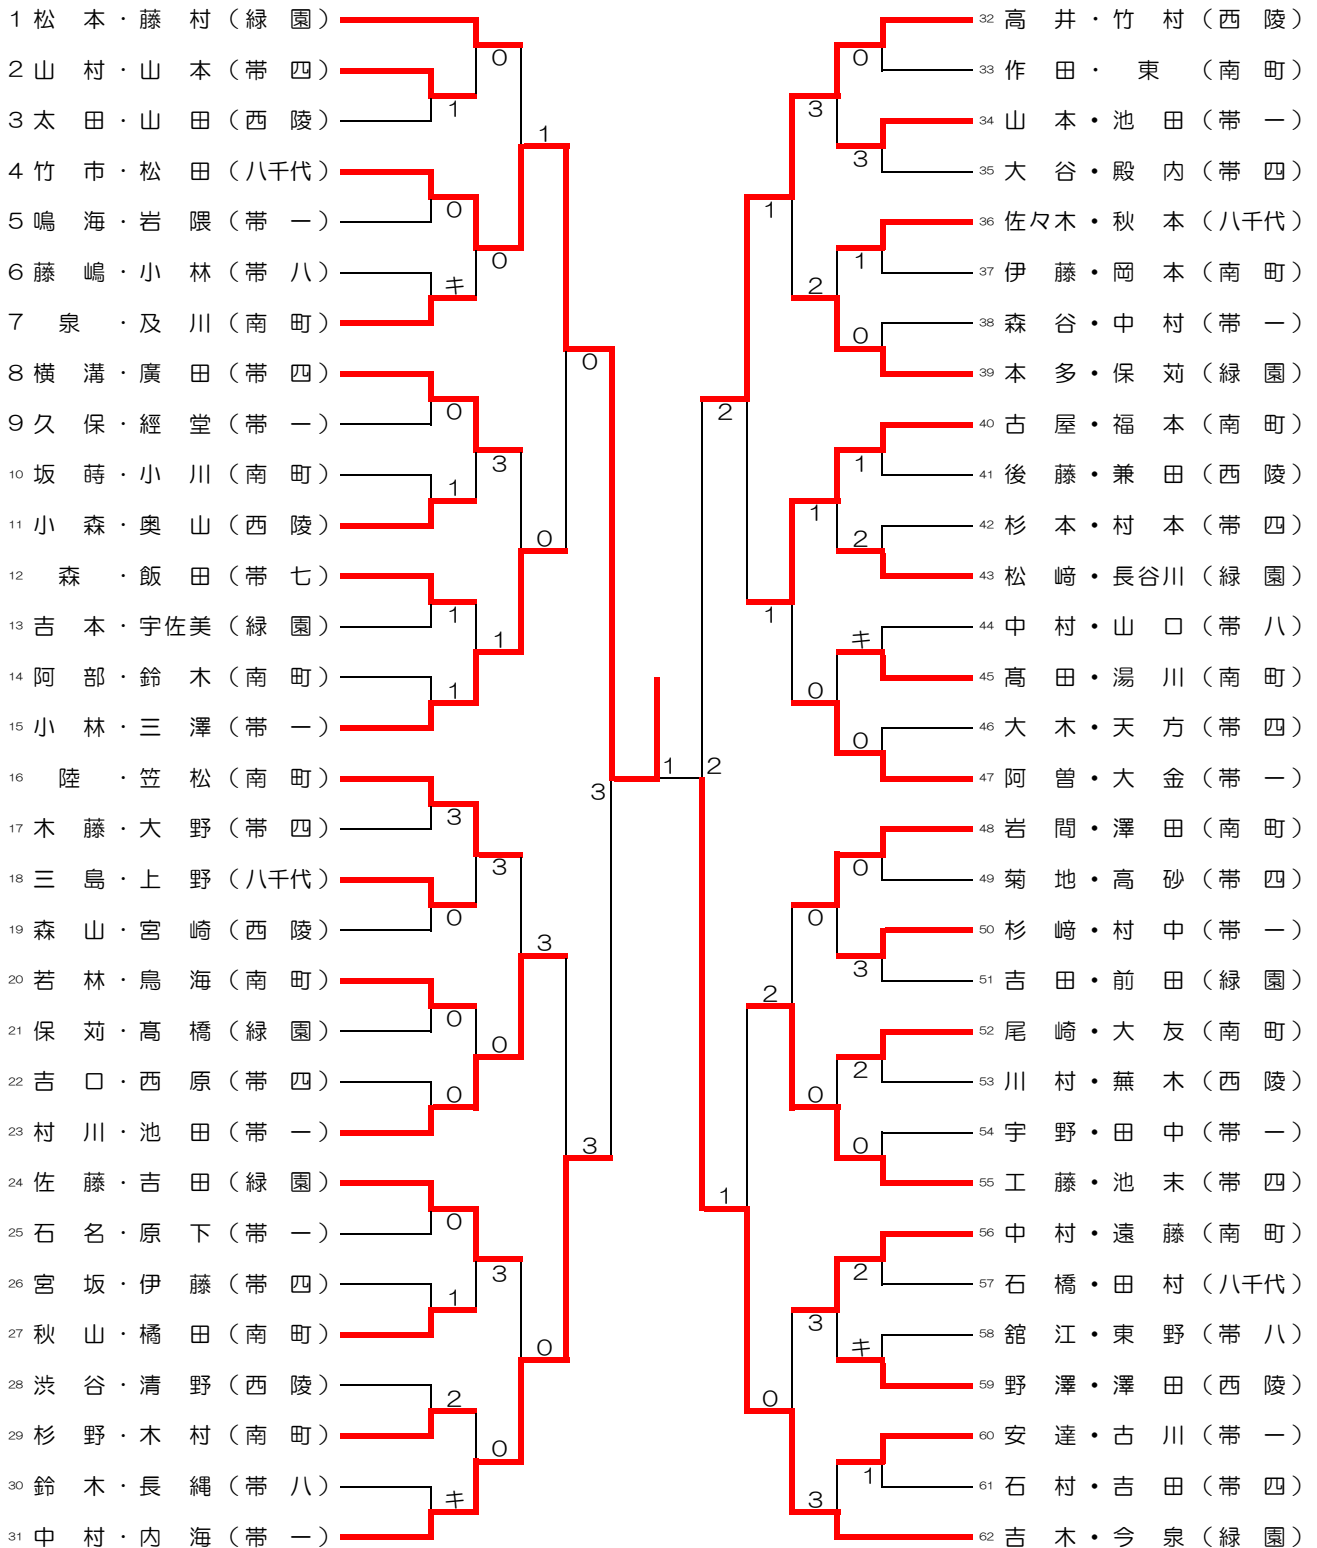 1 松本・藤村（緑園）
2 山村・山本（帯四）
3 太田・山田（西陵）
4 竹市・松田（八千代）
5 鳴海・岩隈（帯一）
6 藤嶋・小林（帯八）
7 泉・及川（南町）
8 横溝・廣田（帯四）
9 久保・經堂（帯一）
10 坂蒔・小川（南町）
11 小森・奥山（西陵）
12 森・飯田（帯七）
13 吉本・宇佐美（緑園）
14 阿部・鈴木（南町）
15 小林・三澤（帯一）
16 陸・笠松（南町）
17 木藤・大野（帯四）
18 三島・上野（八千代）
19 森山・宮崎（西陵）
20 若林・鳥海（南町）
21 保苅・髙橋（緑園）
22 吉口・西原（帯四）
23 村川・池田（帯一）
24 佐藤・吉田（緑園）
25 石名・原下（帯一）
26 宮坂・伊藤（帯四）
27 秋山・橘田（南町）
28 渋谷・清野（西陵）
29 杉野・木村（南町）
30 鈴木・長縄（帯八）
31 中村・内海（帯一）
1
0
キ
0
1
1
1
3
0
0
0
0
1
2
キ
0
0
3
1
3
0
3
0
1
0
3
0
0
3
3
1
2
2
1
1
1
2
0
3
2
1
0
0
0
3
0
3
0
3
1
0
1
2
キ
0
0
3
2
0
2
キ
1
32 高井・竹村（西陵）
33 作田・東（南町）
34 山本・池田（帯一）
35 大谷・殿内（帯四）
36 佐々木・秋本（八千代）
37 伊藤・岡本（南町）
38 森谷・中村（帯一）
39 本多・保苅（緑園）
40 古屋・福本（南町）
41 後藤・兼田（西陵）
42 杉本・村本（帯四）
43 松﨑・長谷川（緑園）
44 中村・山口（帯八）
45 髙田・湯川（南町）
46 大木・天方（帯四）
47 阿曽・大金（帯一）
48 岩間・澤田（南町）
49 菊地・高砂（帯四）
50 杉﨑・村中（帯一）
51 吉田・前田（緑園）
52 尾崎・大友（南町）
53 川村・蕪木（西陵）
54 宇野・田中（帯一）
55 工藤・池末（帯四）
56 中村・遠藤（南町）
57 石橋・田村（八千代）
58 舘江・東野（帯八）
59 野澤・澤田（西陵）
60 安達・古川（帯一）
61 石村・吉田（帯四）
62 吉木・今泉（緑園）